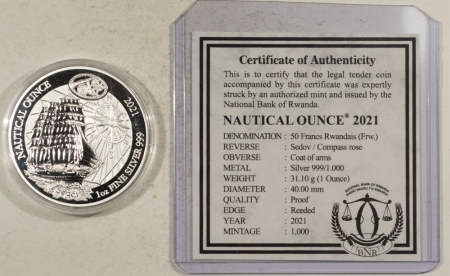 NAUTICAL OUNCE
2021
1oz FINE SILVER 999
Certificate of Authenticity
This is to certify that the legal tender coin
accompanied by this certificate was expertly
struck by an authorized mint and issued by the
National Bank of Rwanda.
NAUTICAL OUNCE® 2021
DENOMINATION : 50 Francs Rwandais (Frw.)
REVERSE : Sedov / Compass rose
OBVERSE : Coat of arms
METAL : Silver 999/1.000
WEIGHT : 31.10 g (1 Ounce)
DIAMETER : 40.00 mm
QUALITY : Proof
EDGE : Reeded
YEAR : 2021
MINTAGE : 1,000
NATIONAL BANK OF RWANDA
BNR